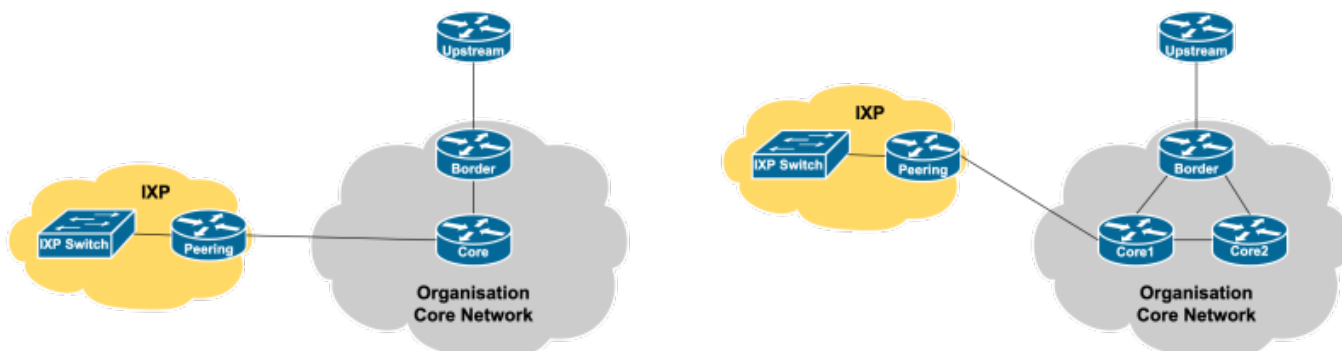 Upstream
Border
IXP
IXP Switch
Peering
Core
Organisation
Core Network
Upstream
IXP
IXP Switch
Peering
Border
Core1
Core2
Organisation
Core Network